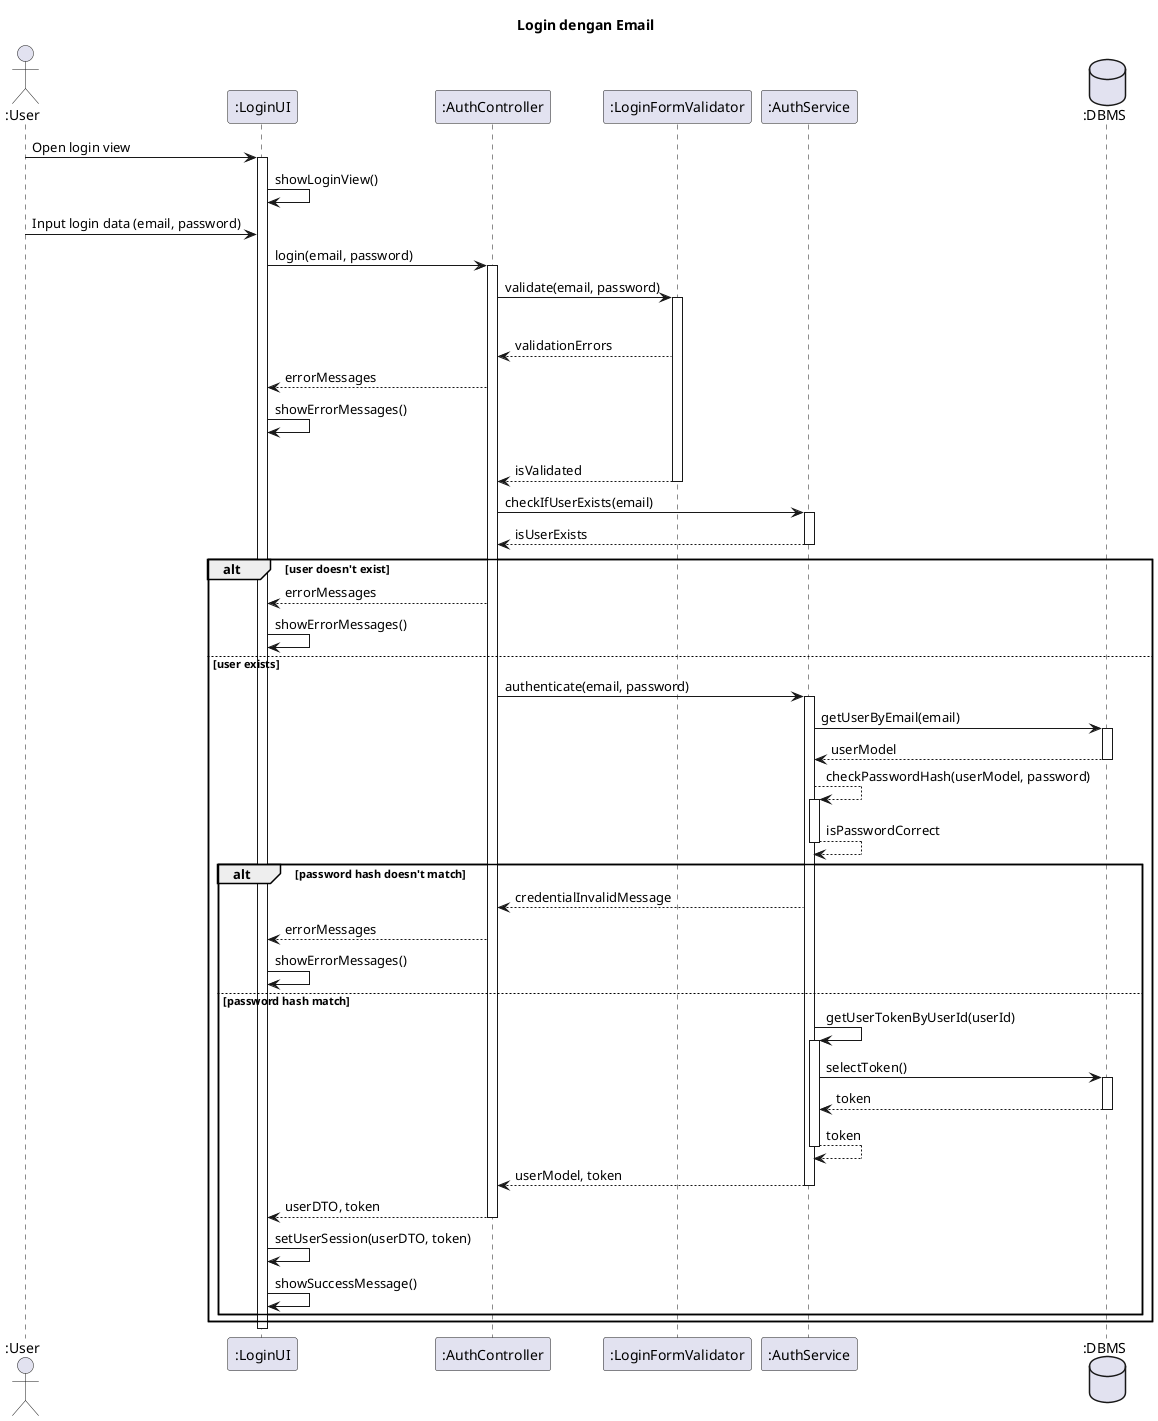 Login dengan Email
:User
:LoginUI
:AuthController
:LoginFormValidator
:AuthService
:DBMS
Open login view
showLoginView()
Input login data (email, password)
login(email, password)
validate(email, password)
validationErrors
errorMessages
showErrorMessages()
isValidated
checkIfUserExists(email)
isUserExists
alt [user doesn't exist]
errorMessages
showErrorMessages()
[user exists]
authenticate(email, password)
getUserByEmail(email)
userModel
checkPasswordHash(userModel, password)
isPasswordCorrect
alt [password hash doesn't match]
credentialInvalidMessage
errorMessages
showErrorMessages()
[password hash match]
getUserTokenByUserId(userId)
selectToken()
token
token
userModel, token
userDTO, token
setUserSession(userDTO, token)
showSuccessMessage()
:User
:LoginUI
:AuthController
:LoginFormValidator
:AuthService
:DBMS